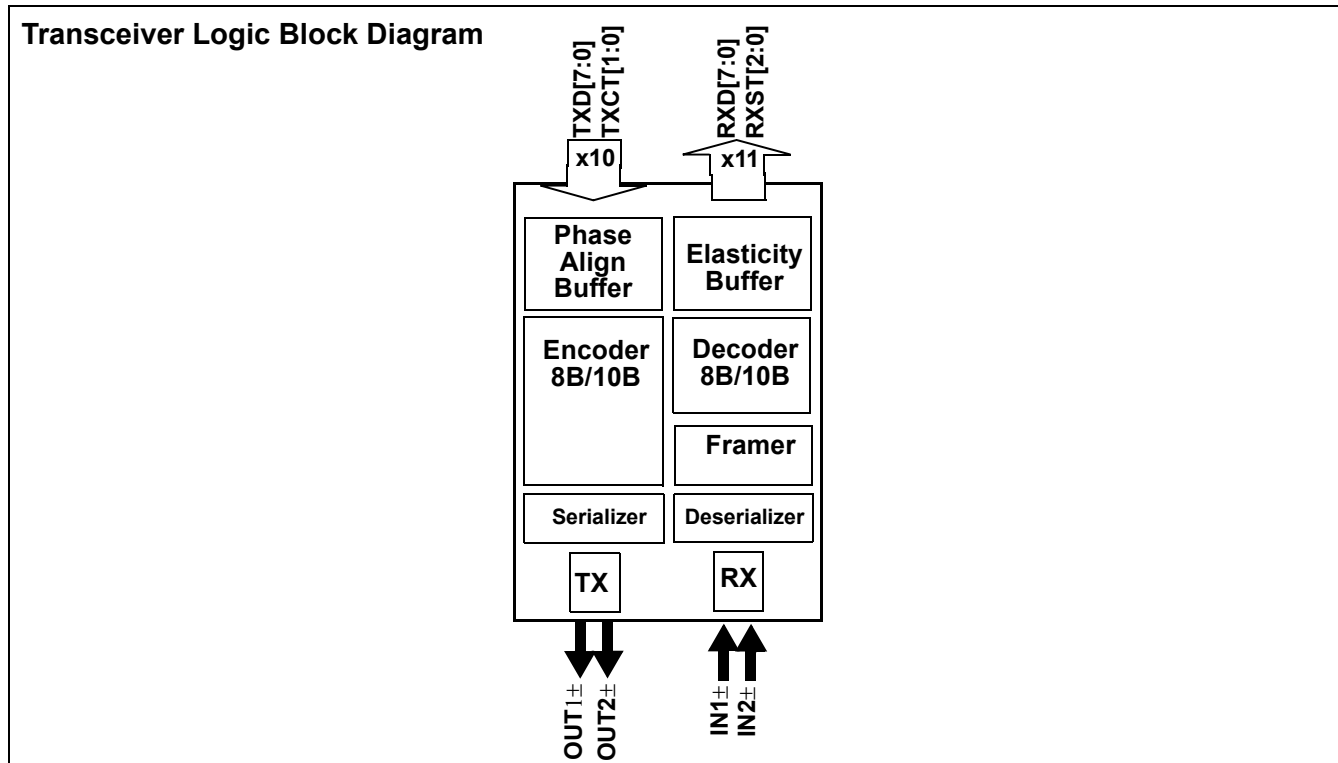 Transceiver Logic Block Diagram
TXD[7:0]
TXCT[1:0]
RXD[7:0]
RXST[2:0]
x10
x11
Phase
Align
Buffer
Elasticity
Buffer
Encoder
8B/10B
Decoder
8B/10B
Framer
Serializer
Deserializer
TX
RX
OUT1±
OUT2±
IN1±
IN2±